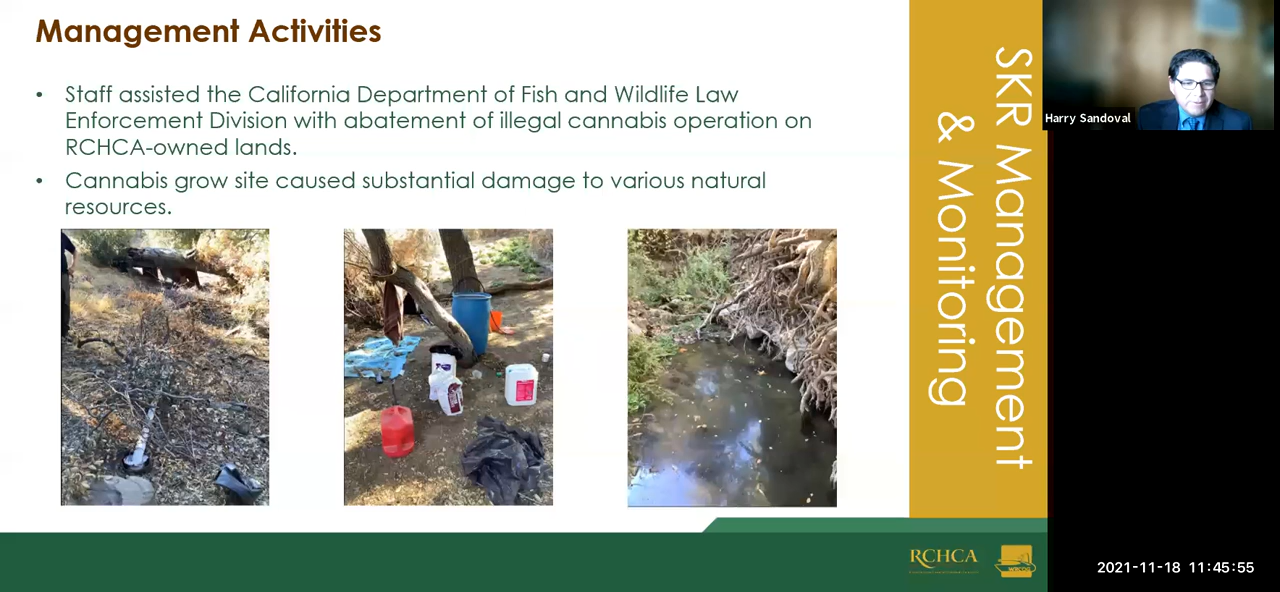 Management Activities
• Staff assisted the California Department of Fish and Wildlife Law
Enforcement Division with abatement of illegal cannabis operation on
RCHCA-owned lands.
• Cannabis grow site caused substantial damage to various natural
resources.
SKR Management
& Monitoring
Harry Sandoval
RCHCA
2021-11-18 11:45:55